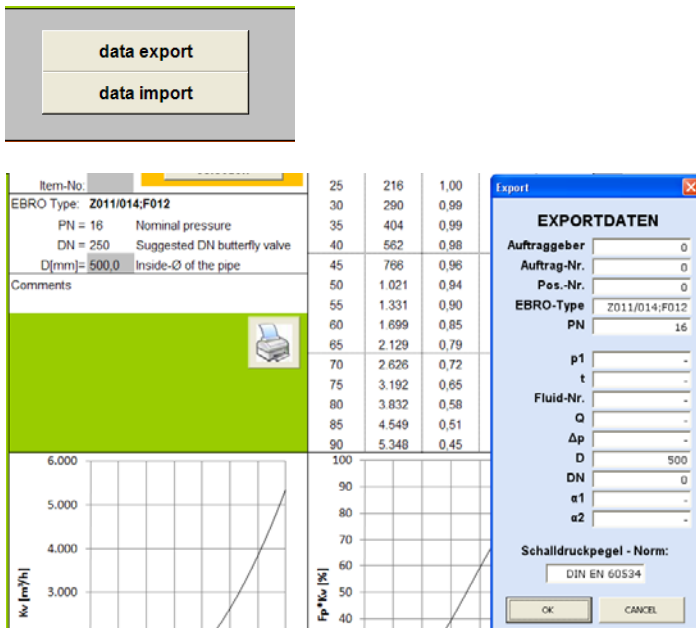 data export
data import
Item-No:
EBRO Type: Z011/014;F012
PN = 16 Nominal pressure
DN = 250 Suggested DN butterfly valve
D[mm]= 500,0 Inside-Ø of the pipe
Comments
25 216 1,00
30 290 0,99
35 404 0,99
40 562 0,98
45 766 0,96
50 1.021 0,94
55 1.331 0,90
60 1.699 0,85
65 2.129 0,79
70 2.626 0,72
75 3.192 0,65
80 3.832 0,58
85 4.549 0,51
90 5.348 0,45
6.000
5.000
4.000
3.000
Kv [m³/h]
100
90
80
70
60
50
40
Fp*Kv [%]
Export
EXPORTDATEN
Auftraggeber 0
Auftrag-Nr. 0
Pos.-Nr. 0
EBRO-Type Z011/014;F012
PN 16
p1 -
t -
Fluid-Nr. -
Q -
Δp -
D 500
DN 0
α1 -
α2 -
Schalldruckpegel - Norm:
DIN EN 60534
OK CANCEL